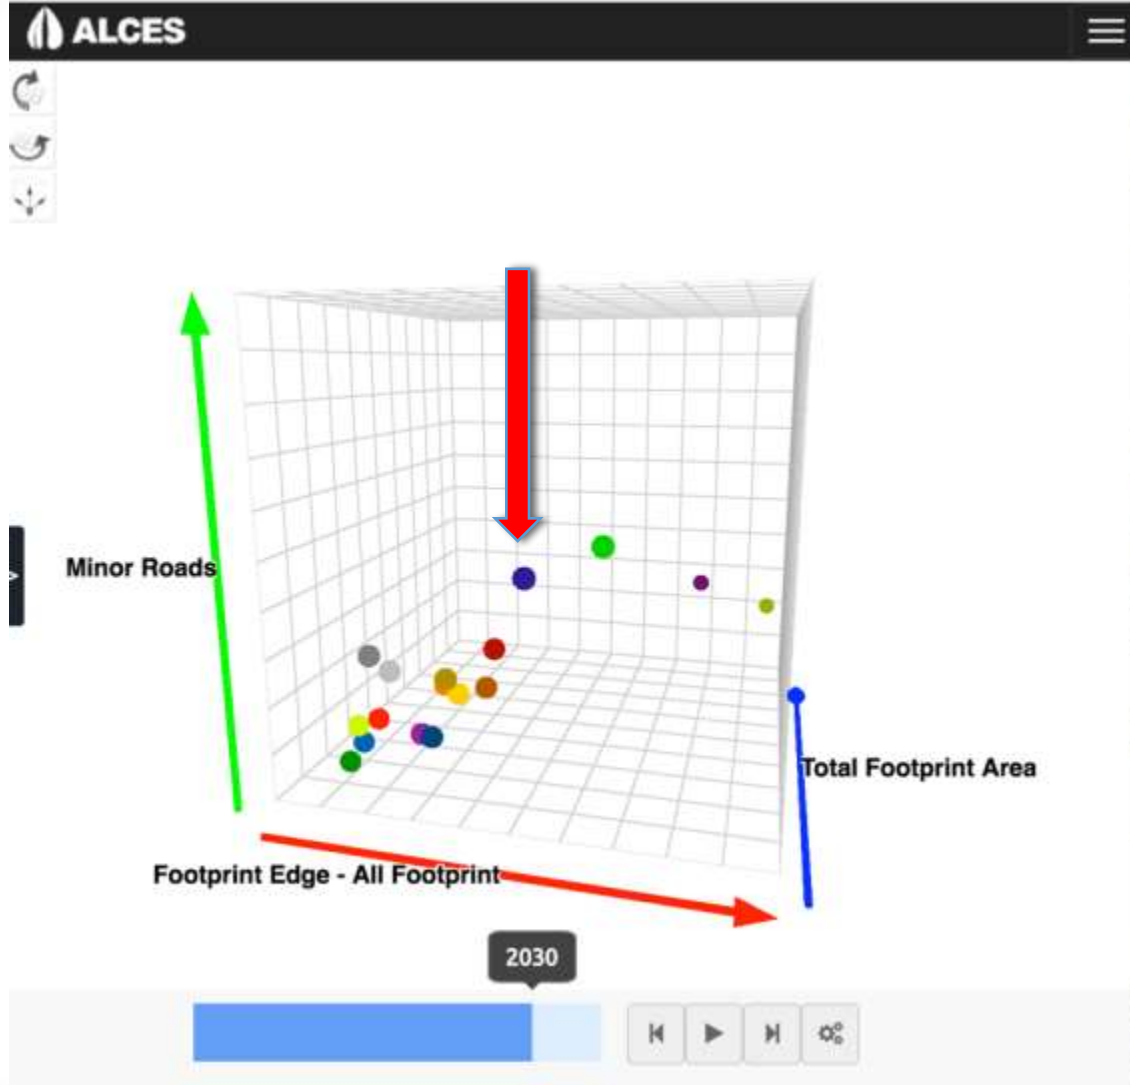 ALCES
Minor Roads
Total Footprint Area
Footprint Edge - All Footprint
2030